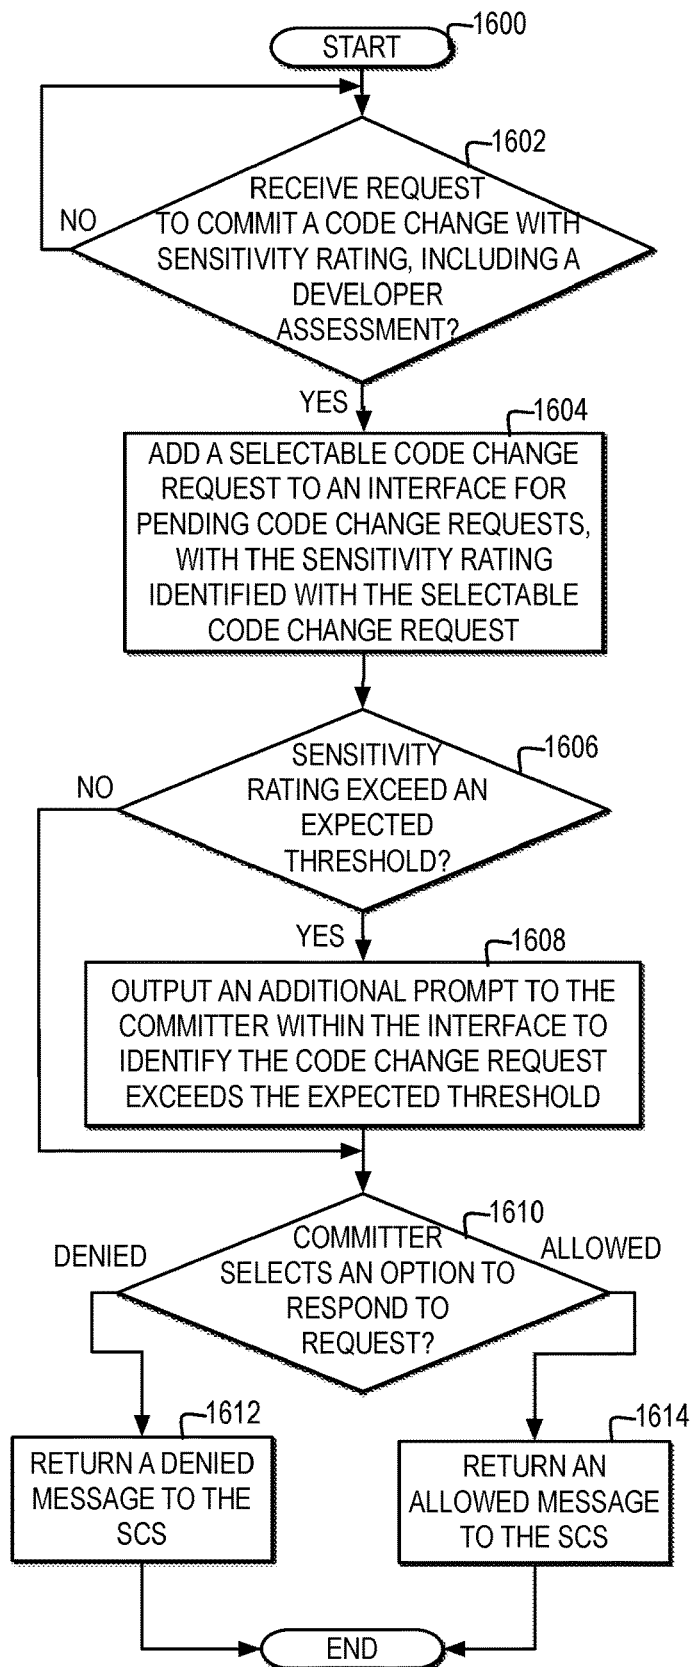 1600
START
1602
RECEIVE REQUEST
TO COMMIT A CODE CHANGE WITH
SENSITIVITY RATING, INCLUDING A
DEVELOPER
ASSESSMENT?
NO
YES
1604
ADD A SELECTABLE CODE CHANGE
REQUEST TO AN INTERFACE FOR
PENDING CODE CHANGE REQUESTS,
WITH THE SENSITIVITY RATING
IDENTIFIED WITH THE SELECTABLE
CODE CHANGE REQUEST
1606
SENSITIVITY
RATING EXCEED AN
EXPECTED
THRESHOLD?
NO
YES
1608
OUTPUT AN ADDITIONAL PROMPT TO THE
COMMITTER WITHIN THE INTERFACE TO
IDENTIFY THE CODE CHANGE REQUEST
EXCEEDS THE EXPECTED THRESHOLD
1610
COMMITTER
SELECTS AN OPTION TO
RESPOND TO
REQUEST?
DENIED
ALLOWED
1612
RETURN A DENIED
MESSAGE TO THE
SCS
1614
RETURN AN
ALLOWED MESSAGE
TO THE SCS
END